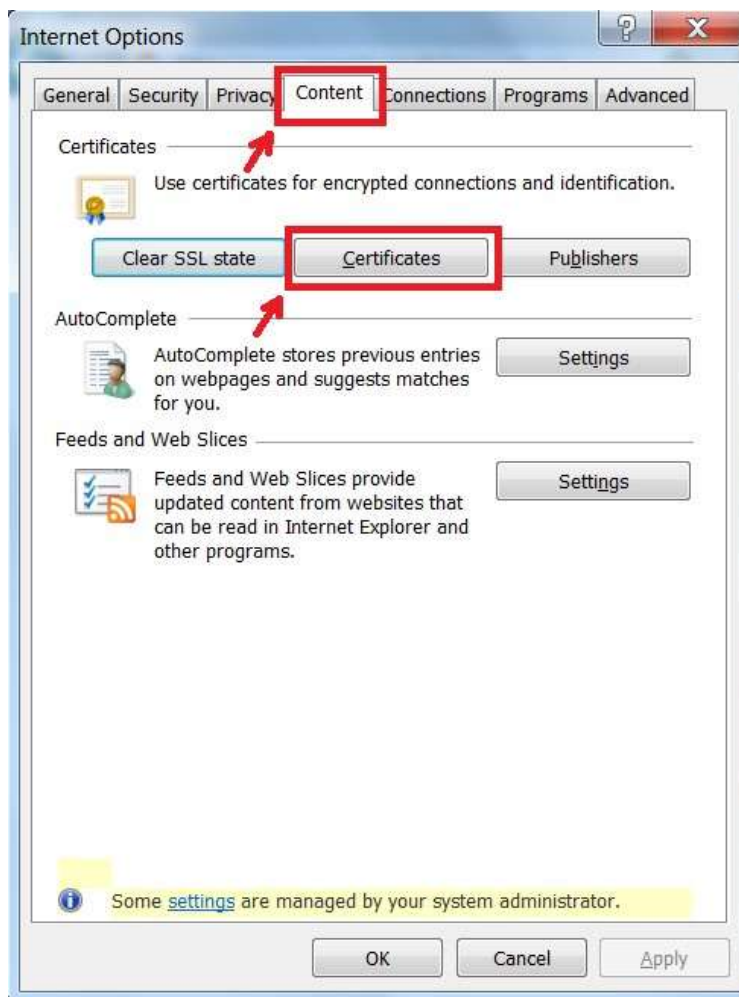 Internet Options
General Security Privacy Content Connections Programs Advanced
Certificates
Use certificates for encrypted connections and identification.
Clear SSL state Certificates Publishers
AutoComplete
AutoComplete stores previous entries
on webpages and suggests matches
for you.
Settings
Feeds and Web Slices
Feeds and Web Slices provide
updated content from websites that
can be read in Internet Explorer and
other programs.
Settings
Some settings are managed by your system administrator.
OK Cancel Apply